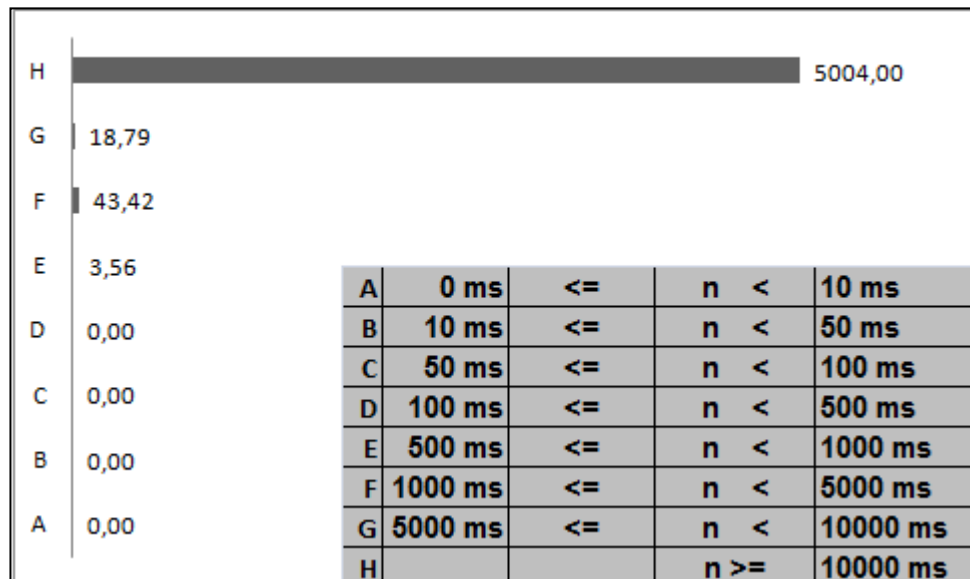 H 5004,00
G 18,79
F 43,42
E 3,56
D 0,00
C 0,00
B 0,00
A 0,00
A 0 ms <= n < 10 ms
B 10 ms <= n < 50 ms
C 50 ms <= n < 100 ms
D 100 ms <= n < 500 ms
E 500 ms <= n < 1000 ms
F 1000 ms <= n < 5000 ms
G 5000 ms <= n < 10000 ms
H n >= 10000 ms